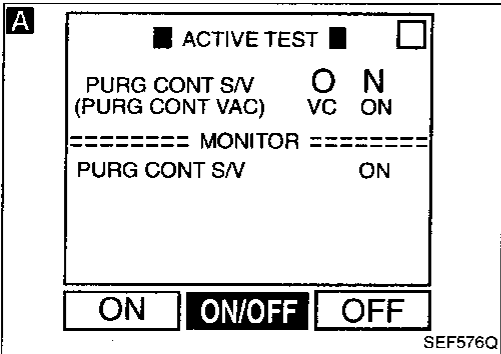 A
ACTIVE TEST
PURG CONT S/V O N
(PURG CONT VAC) VC ON
======== MONITOR ========
PURG CONT S/V ON
ON ON/OFF OFF
SEF576Q